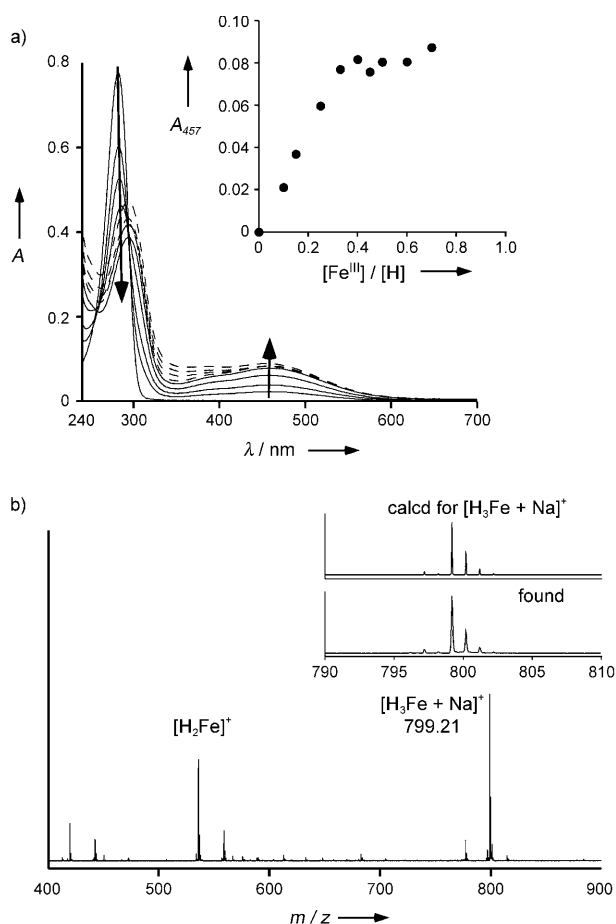 a)
0.10
0.08
0.06
0.04
0.02
0
A457
0 0.2 0.4 0.6 0.8 1.0
[FeIII] / [H]
0.8
0.6
0.4
0.2
0
A
240 300 400 500 600 700
λ / nm
b)
calcd for [H3Fe + Na]+
found
790 795 800 805 810
[H2Fe]+
[H3Fe + Na]+
799.21
400 500 600 700 800 900
m / z